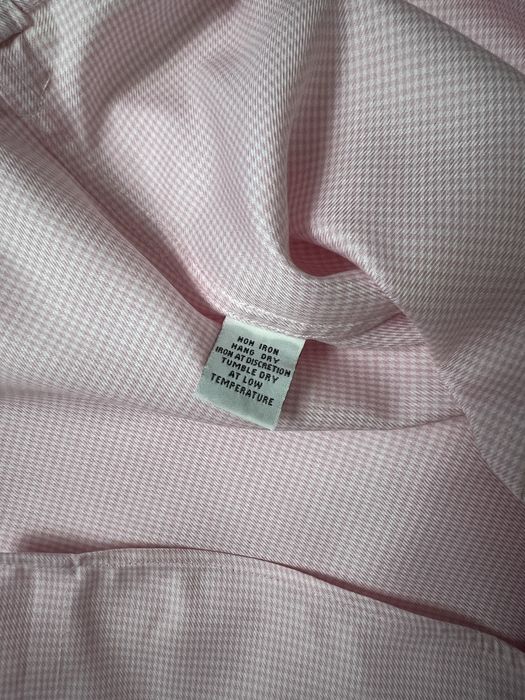 NON IRON
HANG DRY
IRON AT DISCRETION
TUMBLE DRY
AT LOW
TEMPERATURE